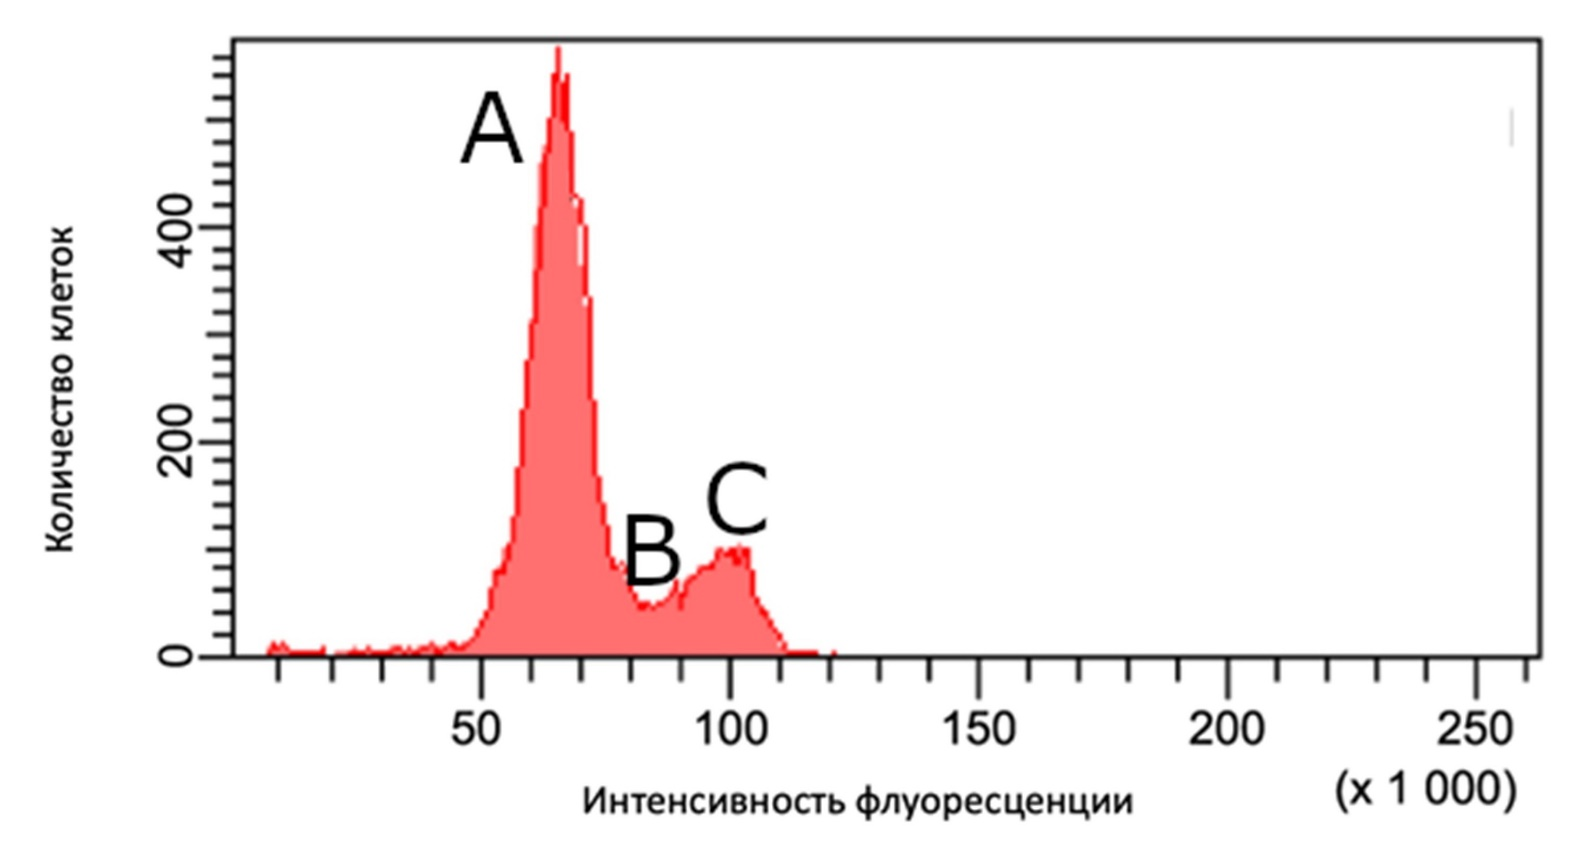 A
B
C
Количество клеток
400
200
0
50 100 150 200 250
(x 1 000)
Интенсивность флуоресценции